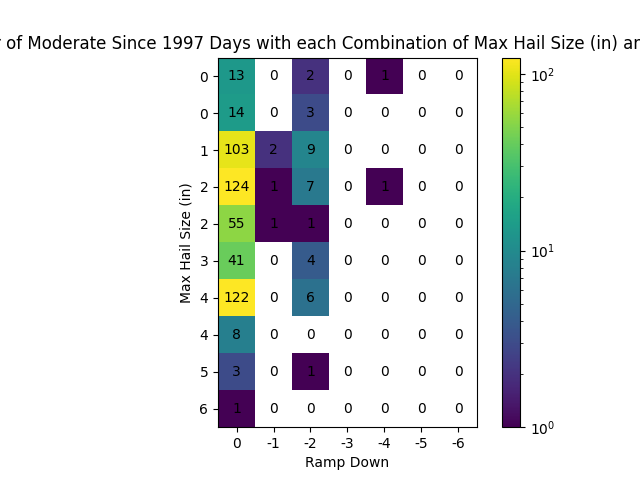 of Moderate Since 1997 Days with each Combination of Max Hail Size (in)
0 13 0 2 0 1 0 0
0 14 0 3 0 0 0 0
1 103 2 9 0 0 0 0
2 124 1 7 0 1 0 0
2 55 1 1 0 0 0 0
3 41 0 4 0 0 0 0
4 122 0 6 0 0 0 0
4 8 0 0 0 0 0 0
5 3 0 1 0 0 0 0
6 1 0 0 0 0 0 0
0 -1 -2 -3 -4 -5 -6
Ramp Down
Max Hail Size (in)
10²
10¹
10⁰